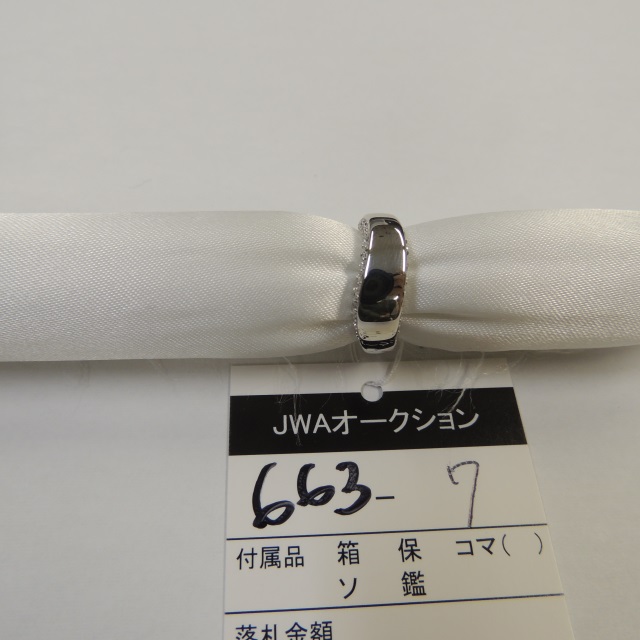 JWAオークション
663-7
付属品 箱 保 コマ( )
ソ 鑑
落札金額